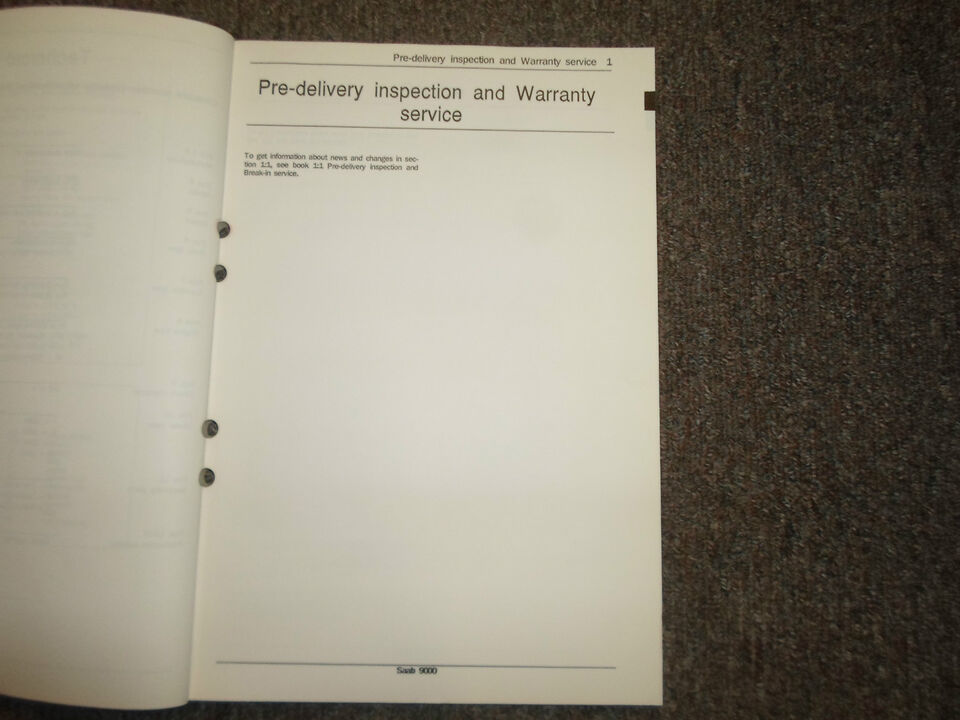 Pre-delivery inspection and Warranty service 1
Pre-delivery inspection and Warranty
service
To get information about news and changes in sec-
tion 1:1, see book 1:1 Pre-delivery inspection and
Break-in service.
Saab 9000